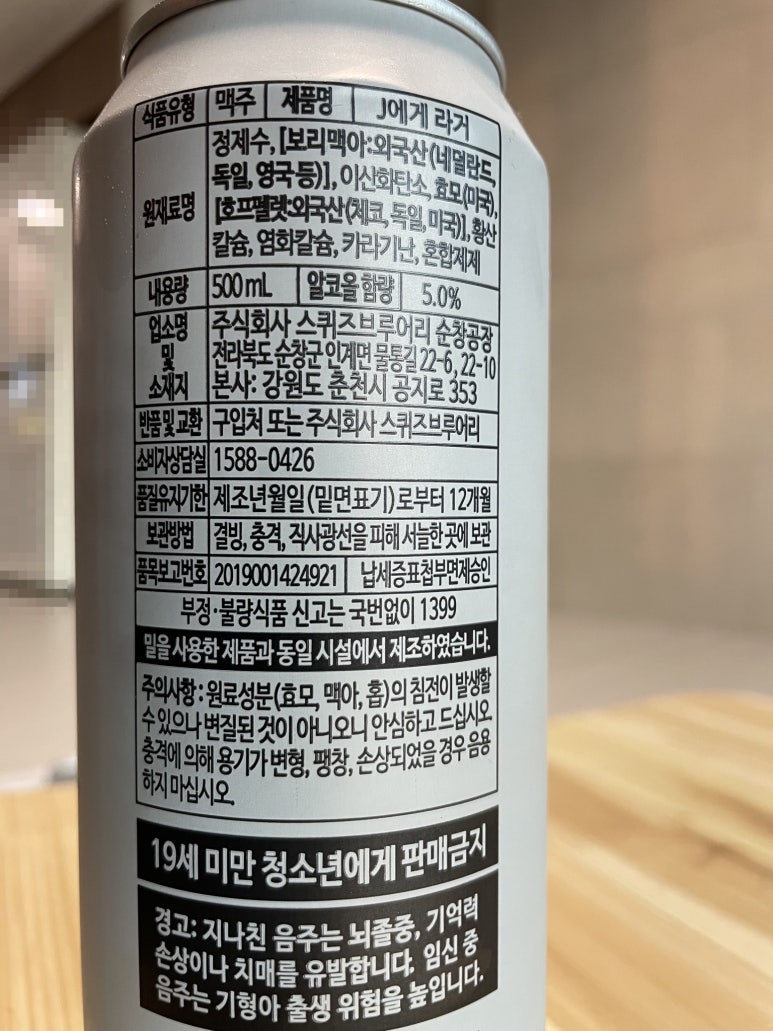 식품유형 맥주 제품명 J에게 라거
원재료명 정제수, [보리맥아:외국산(네덜란드,
독일, 영국 등)], 이산화탄소, 효모(미국),
[호프펠렛:외국산(체코, 독일, 미국)], 황산
칼슘, 염화칼슘, 카라기난, 혼합제제
내용량 500mL 알코올 함량 5.0%
업소명 및 소재지 주식회사 스퀴즈브루어리 순창공장
전라북도 순창군 인계면 물통길 22-6, 22-10
본사: 강원도 춘천시 공지로 353
반품 및 교환 구입처 또는 주식회사 스퀴즈브루어리
소비자상담실 1588-0426
품질유지기한 제조년월일(밑면표기)로부터 12개월
보관방법 결빙, 충격, 직사광선을 피해 서늘한 곳에 보관
품목보고번호 2019001424921 납세증표첩부면제승인
부정·불량식품 신고는 국번없이 1399
밀을 사용한 제품과 동일 시설에서 제조하였습니다.
주의사항 : 원료성분(효모, 맥아, 홉)의 침전이 발생할
수 있으나 변질된 것이 아니오니 안심하고 드십시오.
충격에 의해 용기가 변형, 팽창, 손상되었을 경우 음용
하지 마십시오.
19세 미만 청소년에게 판매금지
경고: 지나친 음주는 뇌졸중, 기억력
손상이나 치매를 유발합니다. 임신 중
음주는 기형아 출생 위험을 높입니다.